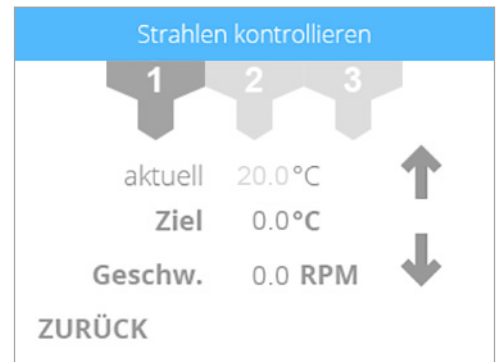 Strahlen kontrollieren
1 2 3
aktuell 20.0°C
Ziel 0.0°C
Geschw. 0.0 RPM
ZURÜCK